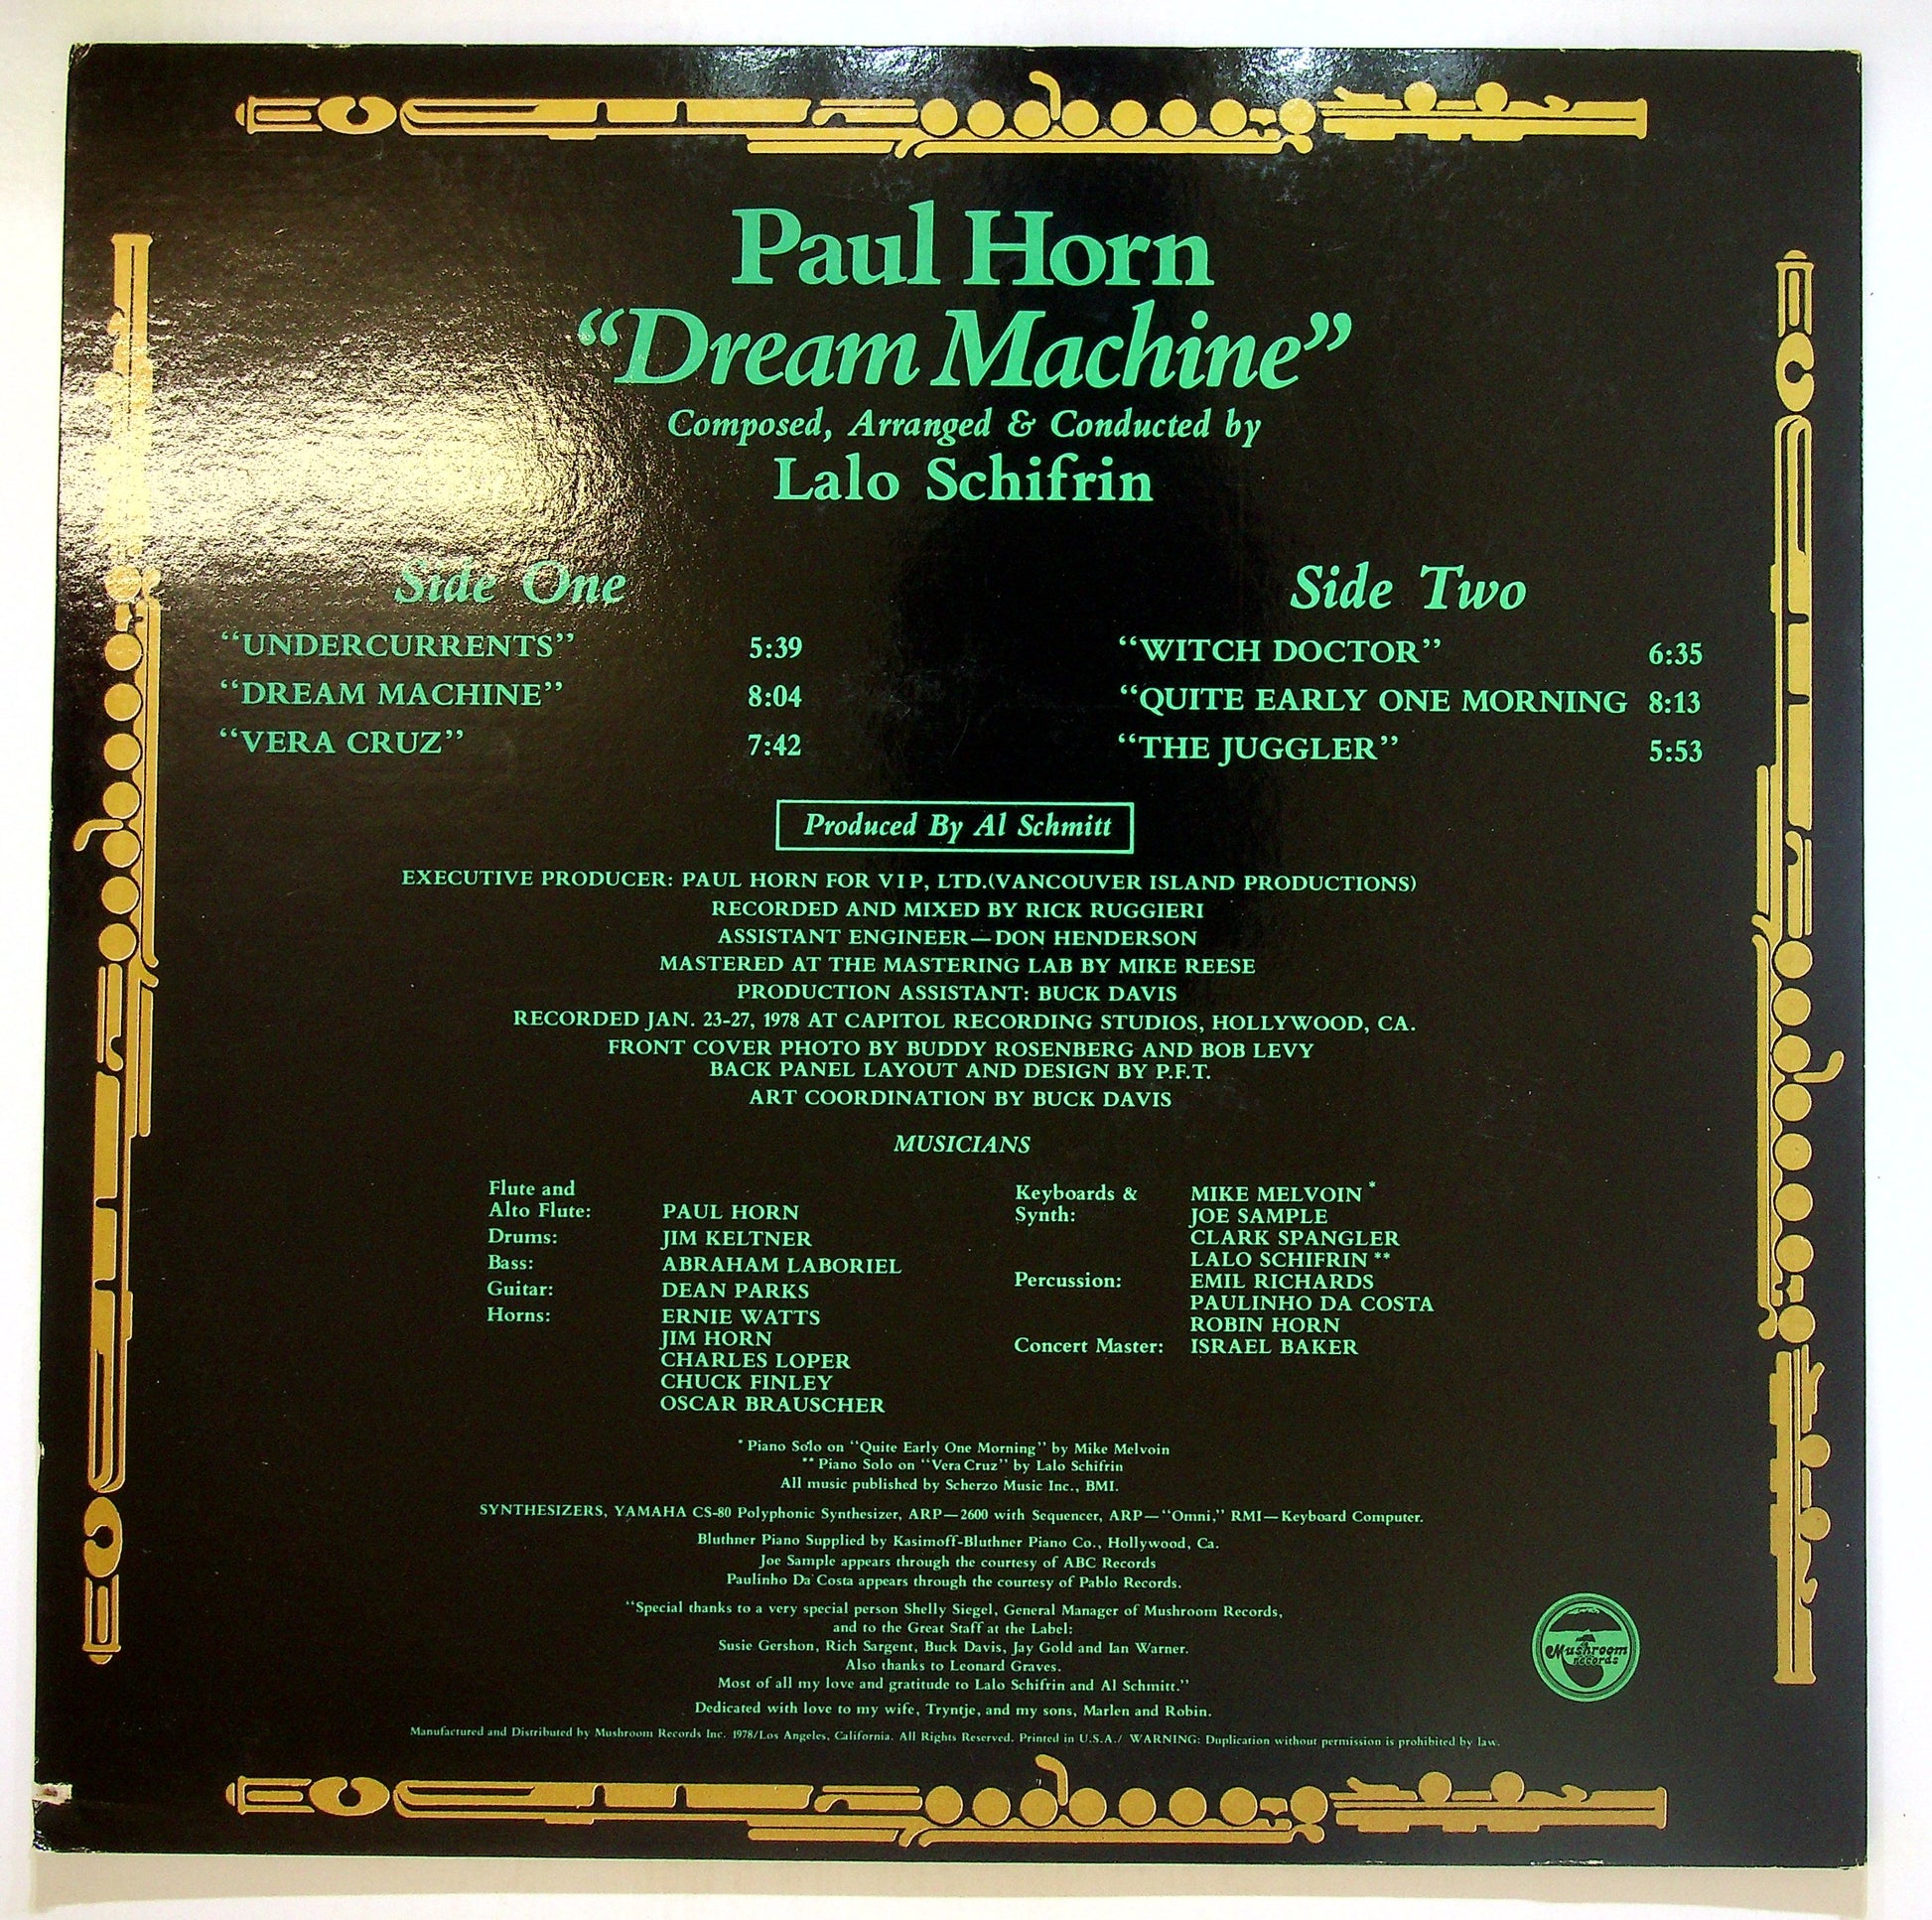 Paul Horn
“Dream Machine”
Composed, Arranged & Conducted by
Lalo Schifrin
Side One
“UNDERCURRENTS” 5:39
“DREAM MACHINE” 8:04
“VERA CRUZ” 7:42
Side Two
“WITCH DOCTOR” 6:35
“QUITE EARLY ONE MORNING 8:13
“THE JUGGLER” 5:53
Produced By Al Schmitt
EXECUTIVE PRODUCER: PAUL HORN FOR V I P, LTD.(VANCOUVER ISLAND PRODUCTIONS)
RECORDED AND MIXED BY RICK RUGGIERI
ASSISTANT ENGINEER—DON HENDERSON
MASTERED AT THE MASTERING LAB BY MIKE REESE
PRODUCTION ASSISTANT: BUCK DAVIS
RECORDED JAN. 23-27, 1978 AT CAPITOL RECORDING STUDIOS, HOLLYWOOD, CA.
FRONT COVER PHOTO BY BUDDY ROSENBERG AND BOB LEVY
BACK PANEL LAYOUT AND DESIGN BY P.F.T.
ART COORDINATION BY BUCK DAVIS
MUSICIANS
Flute and
Alto Flute: PAUL HORN
Drums: JIM KELTNER
Bass: ABRAHAM LABORIEL
Guitar: DEAN PARKS
Horns: ERNIE WATTS
JIM HORN
CHARLES LOPER
CHUCK FINLEY
OSCAR BRAUSCHER
Keyboards & MIKE MELVOIN *
Synth: JOE SAMPLE
CLARK SPANGLER
LALO SCHIFRIN **
Percussion: EMIL RICHARDS
PAULINHO DA COSTA
ROBIN HORN
Concert Master: ISRAEL BAKER
* Piano Solo on “Quite Early One Morning” by Mike Melvoin
** Piano Solo on “Vera Cruz” by Lalo Schifrin
All music published by Scherzo Music Inc., BMI.
SYNTHESIZERS, YAMAHA CS-80 Polyphonic Synthesizer, ARP—2600 with Sequencer, ARP—“Omni,” RMI—Keyboard Computer.
Bluthner Piano Supplied by Kasimoff-Bluthner Piano Co., Hollywood, Ca.
Joe Sample appears through the courtesy of ABC Records
Paulinho Da Costa appears through the courtesy of Pablo Records.
“Special thanks to a very special person Shelly Siegel, General Manager of Mushroom Records,
and to the Great Staff at the Label:
Susie Gershon, Rich Sargent, Buck Davis, Jay Gold and Ian Warner.
Also thanks to Leonard Graves.
Most of all my love and gratitude to Lalo Schifrin and Al Schmitt.”
Dedicated with love to my wife, Tryntje, and my sons, Marlen and Robin.
Manufactured and Distributed by Mushroom Records Inc. 1978/Los Angeles, California. All Rights Reserved. Printed in U.S.A./ WARNING: Duplication without permission is prohibited by law.
Mushroom
records